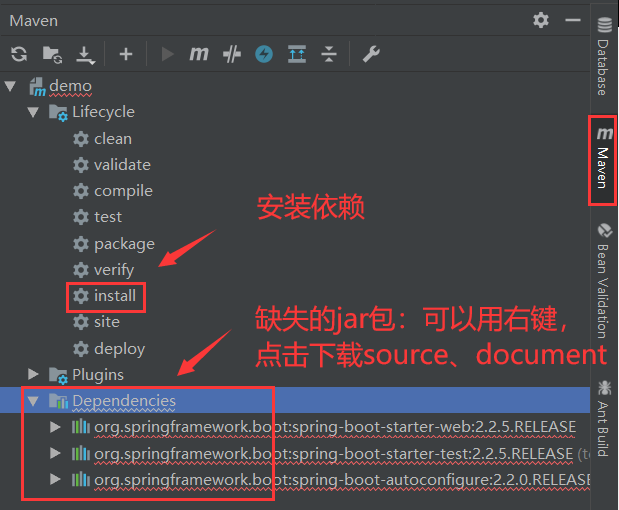 Maven
demo
Lifecycle
clean
validate
compile
test
package
verify
install
site
deploy
Plugins
Dependencies
org.springframework.boot:spring-boot-starter-web:2.2.5.RELEASE
org.springframework.boot:spring-boot-starter-test:2.2.5.RELEASE (te
org.springframework.boot:spring-boot-autoconfigure:2.2.0.RELEASE
安装依赖
缺失的jar包：可以用右键，
点击下载source、document
Database
m Maven
Bean Validation
Ant Build